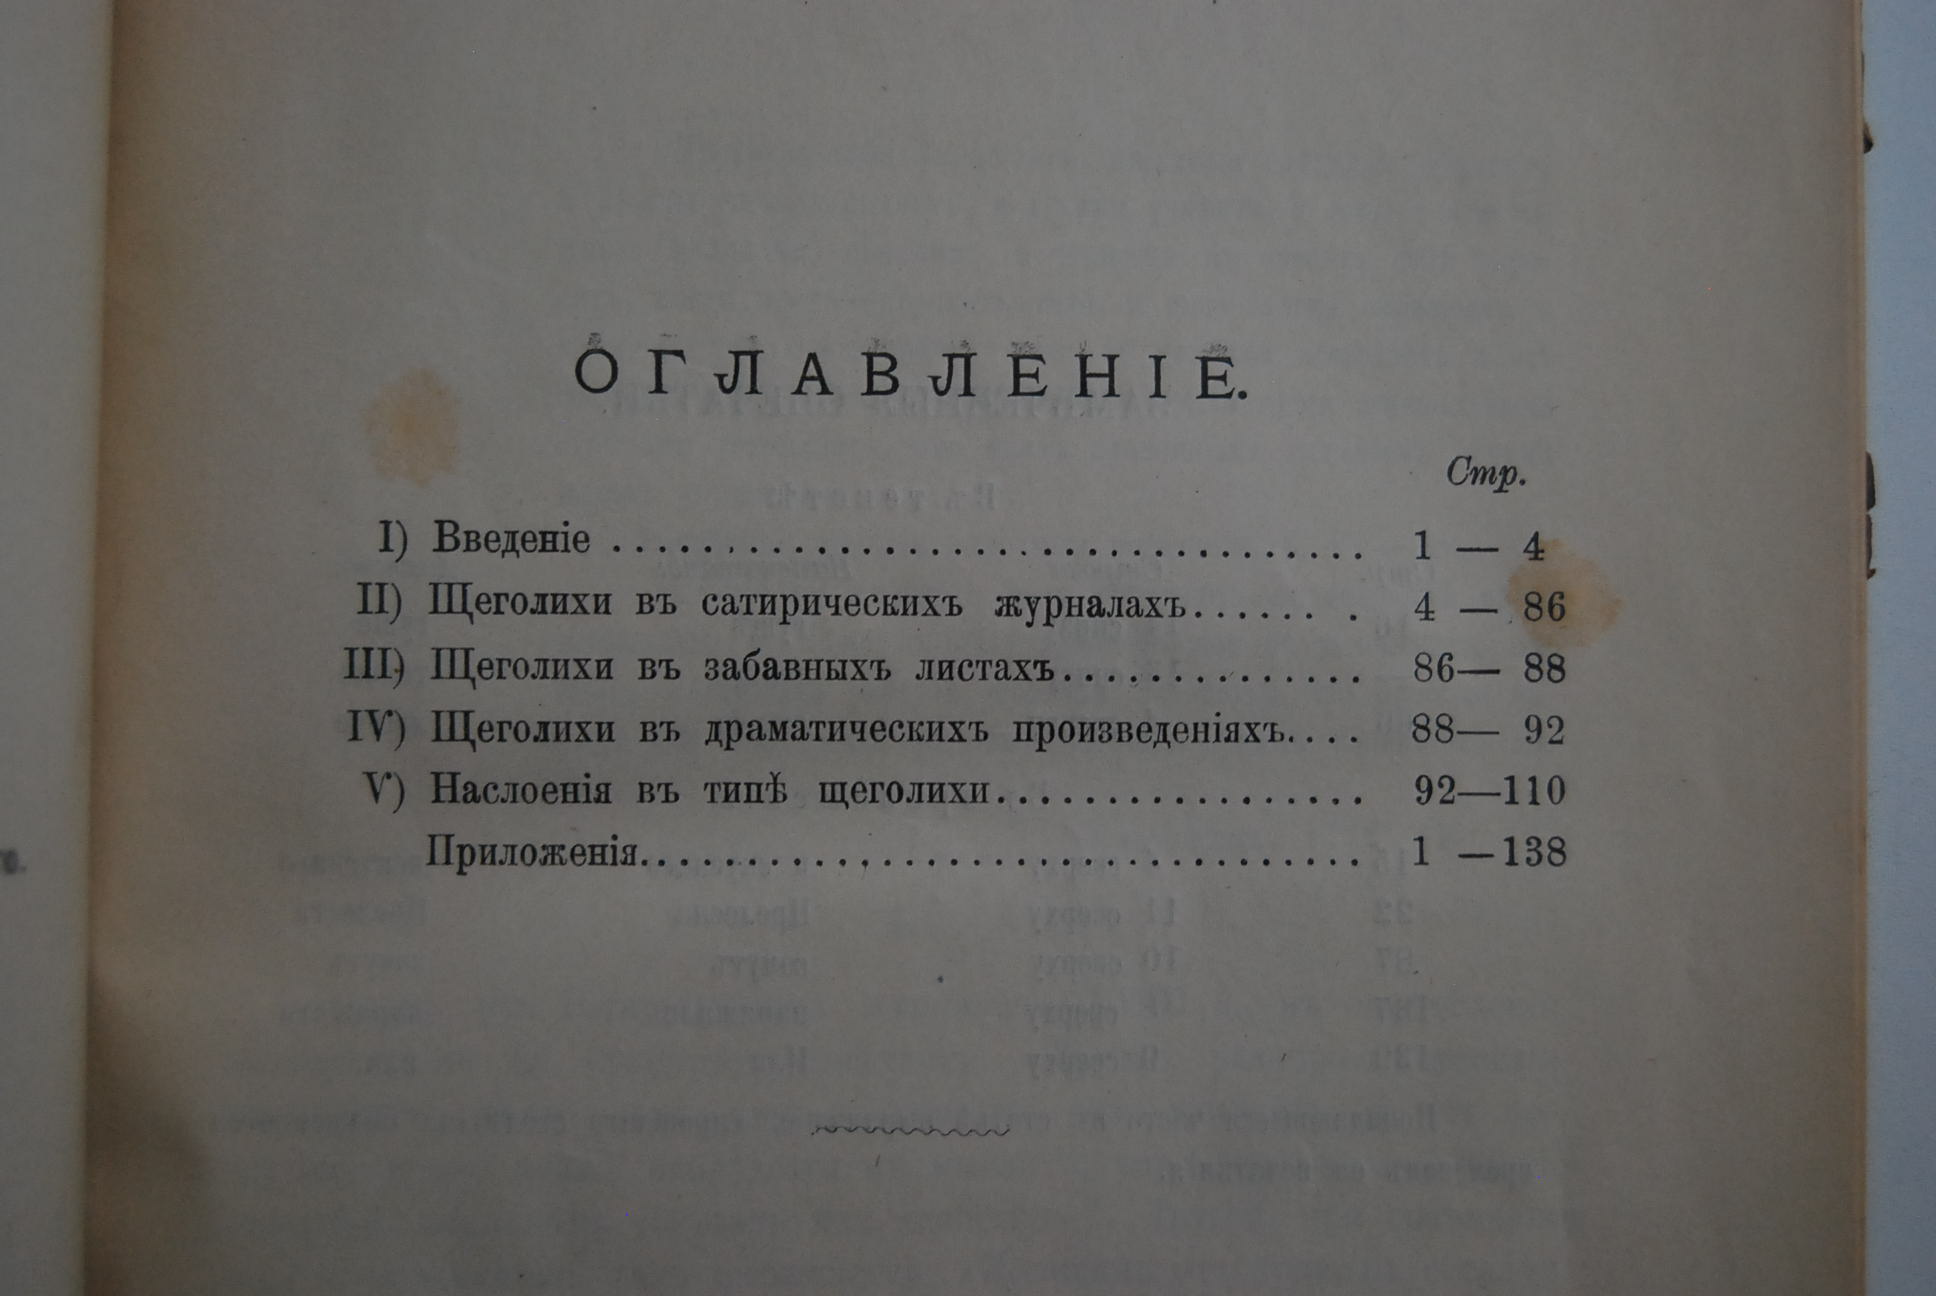 ОГЛАВЛЕНІЕ.
Стр.
I) Введеніе .................................. 1 — 4
II) Щеголихи въ сатирическихъ журналахъ...... . 4 — 86
III) Щеголихи въ забавныхъ листахъ.............. 86— 88
IV) Щеголихи въ драматическихъ произведеніяхъ.... 88— 92
V) Наслоенія въ типѣ щеголихи................. 92—110
Приложенія................................ 1 —138